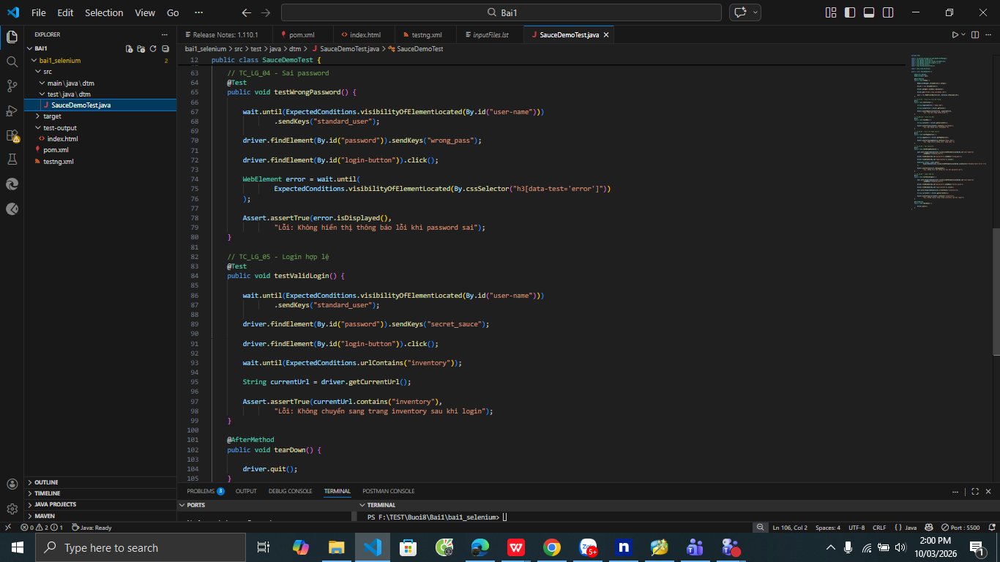 File Edit Selection View Go ··· Bai1
EXPLORER ···
Release Notes: 1.110.1 pom.xml index.html testng.xml inputFiles.lst SauceDemoTest.java
BAI1
bai1_selenium 2
src
main\java\dtm
test\java\dtm
SauceDemoTest.java
target
test-output
index.html
pom.xml
testng.xml
OUTLINE
TIMELINE
JAVA PROJECTS
MAVEN
bai1_selenium > src > test > java > dtm > SauceDemoTest.java > SauceDemoTest
12 public class SauceDemoTest {
63 // TC_LG_04 - Sai password
64 @Test
65 public void testWrongPassword() {
66
67 wait.until(ExpectedConditions.visibilityOfElementLocated(By.id("user-name")))
68 .sendKeys("standard_user");
69
70 driver.findElement(By.id("password")).sendKeys("wrong_pass");
71
72 driver.findElement(By.id("login-button")).click();
73
74 WebElement error = wait.until(
75 ExpectedConditions.visibilityOfElementLocated(By.cssSelector("h3[data-test='error']"))
76 );
77
78 Assert.assertTrue(error.isDisplayed(),
79 "Lỗi: Không hiển thị thông báo lỗi khi password sai");
80 }
81
82 // TC_LG_05 - Login hợp lệ
83 @Test
84 public void testValidLogin() {
85
86 wait.until(ExpectedConditions.visibilityOfElementLocated(By.id("user-name")))
87 .sendKeys("standard_user");
88
89 driver.findElement(By.id("password")).sendKeys("secret_sauce");
90
91 driver.findElement(By.id("login-button")).click();
92
93 wait.until(ExpectedConditions.urlContains("inventory"));
94
95 String currentUrl = driver.getCurrentUrl();
96
97 Assert.assertTrue(currentUrl.contains("inventory"),
98 "Lỗi: Không chuyển sang trang inventory sau khi login");
99 }
100
101 @AfterMethod
102 public void tearDown() {
103
104 driver.quit();
105 }
PROBLEMS 3 OUTPUT DEBUG CONSOLE TERMINAL POSTMAN CONSOLE
PORTS
TERMINAL
PS F:\TEST\Buoi8\Bai1\bai1_selenium>
0 2 1 Java: Ready Ln 106, Col 2 Spaces: 4 UTF-8 CRLF {} Java Port : 5500
Type here to search
5+
2:00 PM
10/03/2026
1